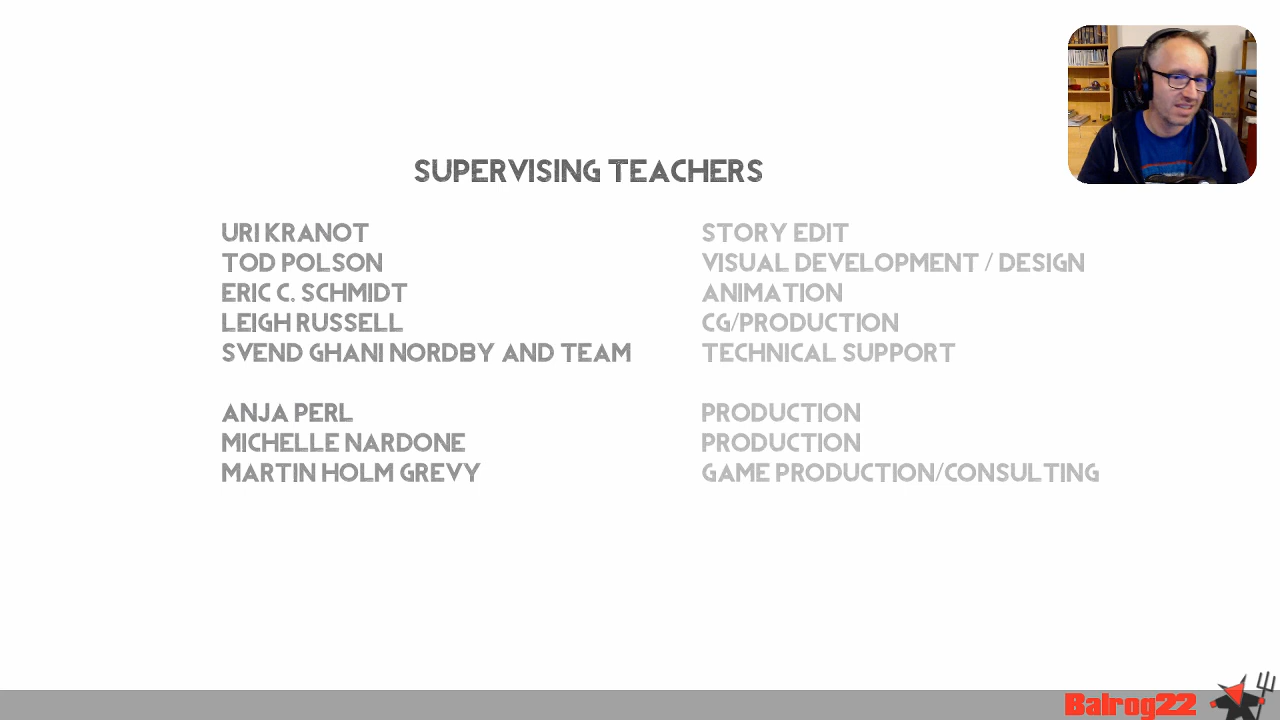 SUPERVISING TEACHERS
URI KRANOT STORY EDIT
TOD POLSON VISUAL DEVELOPMENT / DESIGN
ERIC C. SCHMIDT ANIMATION
LEIGH RUSSELL CG/PRODUCTION
SVEND GHANI NORDBY AND TEAM TECHNICAL SUPPORT
ANJA PERL PRODUCTION
MICHELLE NARDONE PRODUCTION
MARTIN HOLM GREVY GAME PRODUCTION/CONSULTING
Balrog22